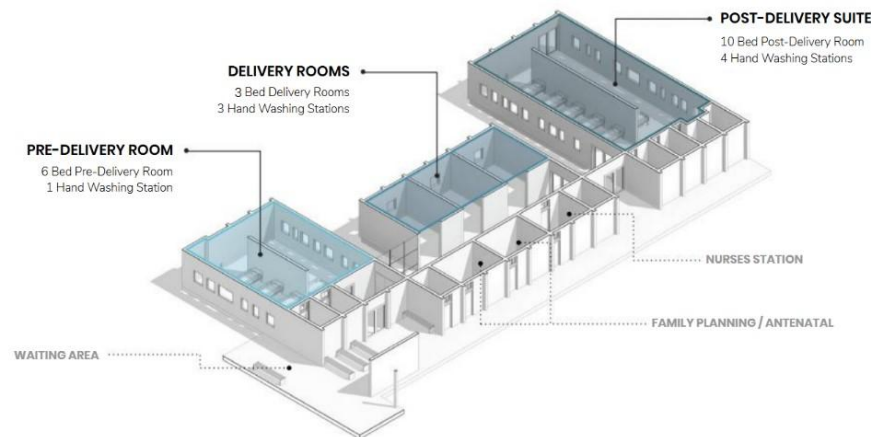 POST-DELIVERY SUITE
10 Bed Post-Delivery Room
4 Hand Washing Stations
DELIVERY ROOMS
3 Bed Delivery Rooms
3 Hand Washing Stations
PRE-DELIVERY ROOM
6 Bed Pre-Delivery Room
1 Hand Washing Station
NURSES STATION
FAMILY PLANNING / ANTENATAL
WAITING AREA